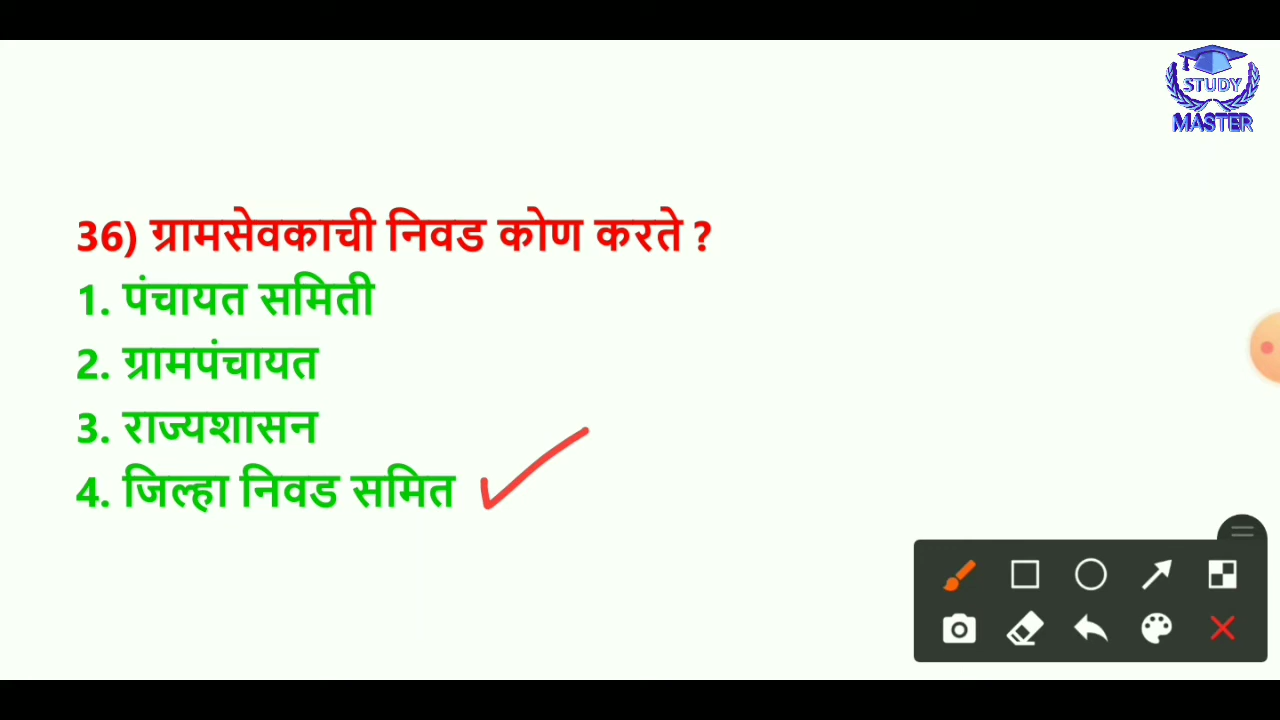 STUDY
MASTER
36) ग्रामसेवकाची निवड कोण करते ?
1. पंचायत समिती
2. ग्रामपंचायत
3. राज्यशासन
4. जिल्हा निवड समित